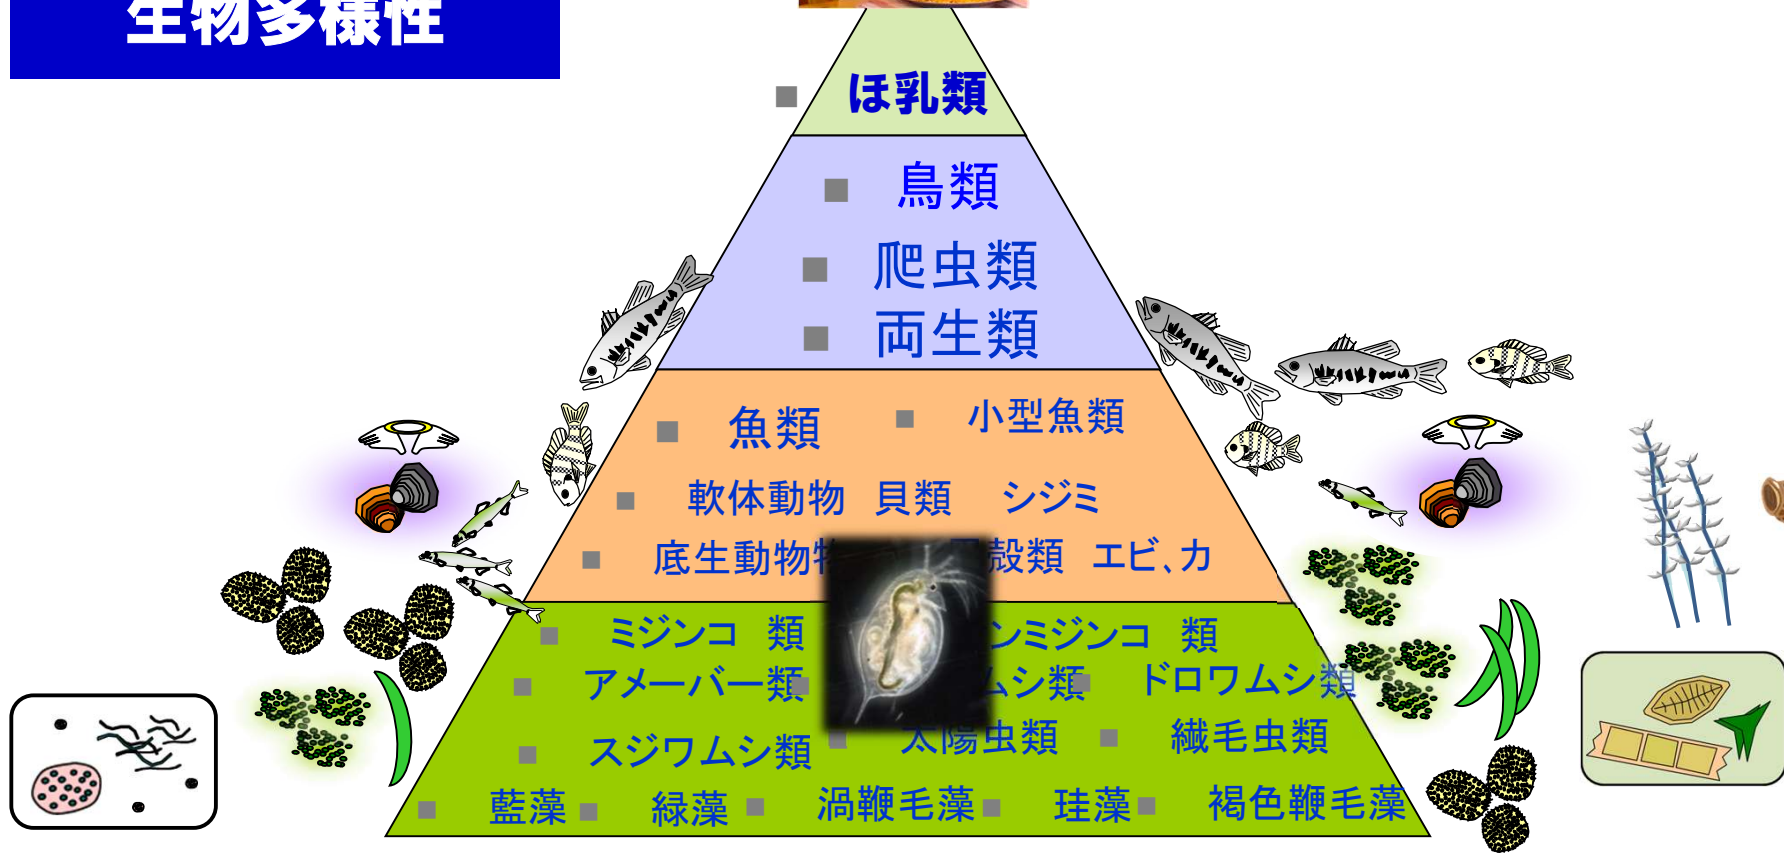 生物多様性
ほ乳類
鳥類
爬虫類
両生類
魚類 小型魚類
軟体動物 貝類 シジミ
底生動物 殻類 エビ、カ
ミジンコ 類 ンミジンコ 類
アメーバー類 ムシ類 ドロワムシ類
スジワムシ類 太陽虫類 繊毛虫類
藍藻 緑藻 渦鞭毛藻 珪藻 褐色鞭毛藻